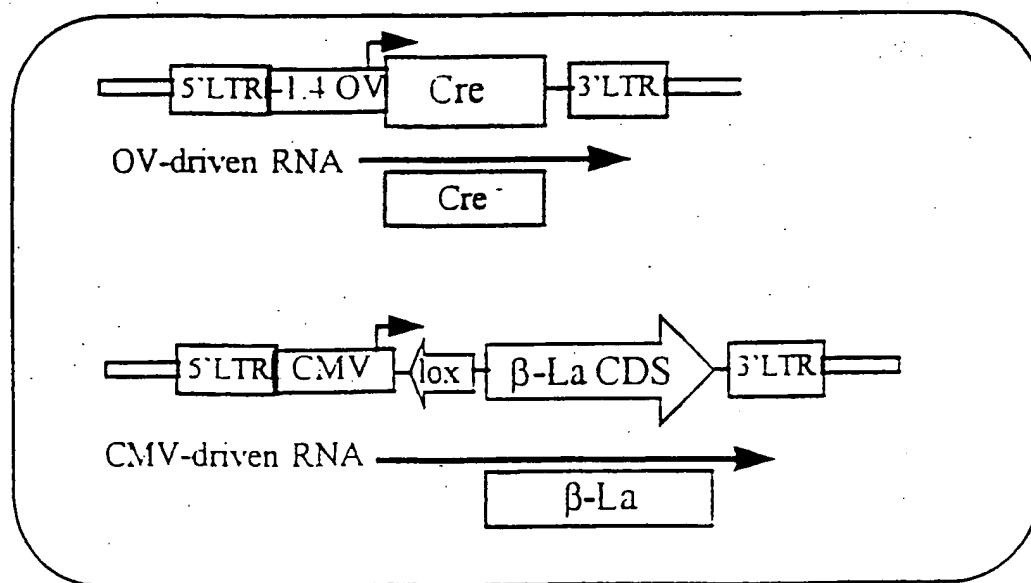 5'LTR -1.4 OV Cre 3'LTR
OV-driven RNA
Cre
5'LTR CMV lox β-La CDS 3'LTR
CMV-driven RNA
β-La